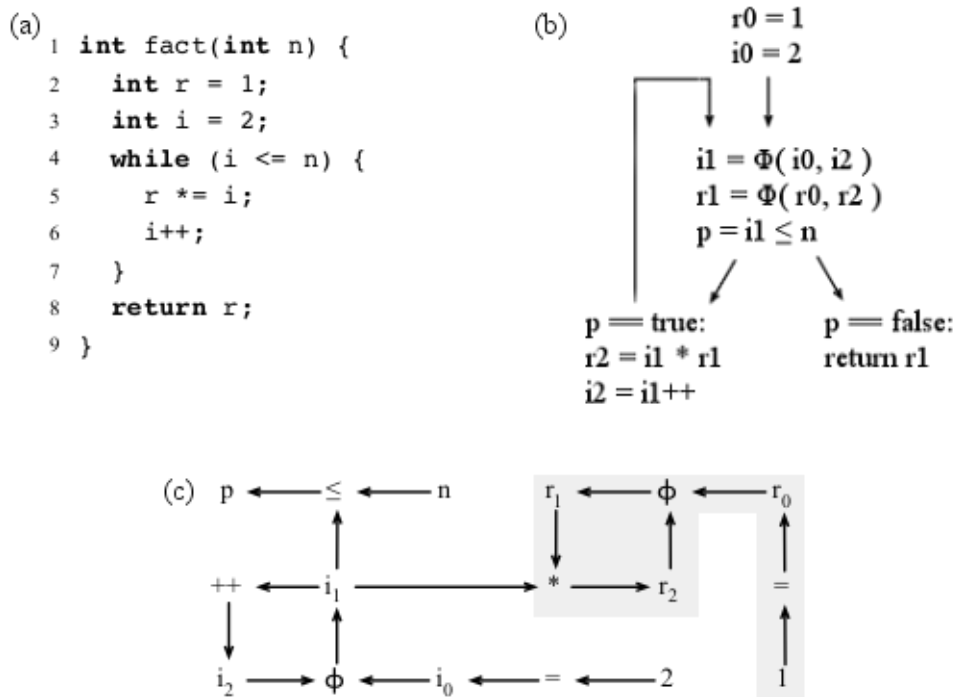 (a)
1 int fact(int n) {
2 int r = 1;
3 int i = 2;
4 while (i <= n) {
5 r *= i;
6 i++;
7 }
8 return r;
9 }
(b)
r0 = 1
i0 = 2
i1 = Φ( i0, i2 )
r1 = Φ( r0, r2 )
p = i1 ≤ n
p == true:
r2 = i1 * r1
i2 = i1++
p == false:
return r1
(c)
p ≤ n r₁ ϕ r₀
++ i₁ * r₂ =
i₂ ϕ i₀ = 2 1